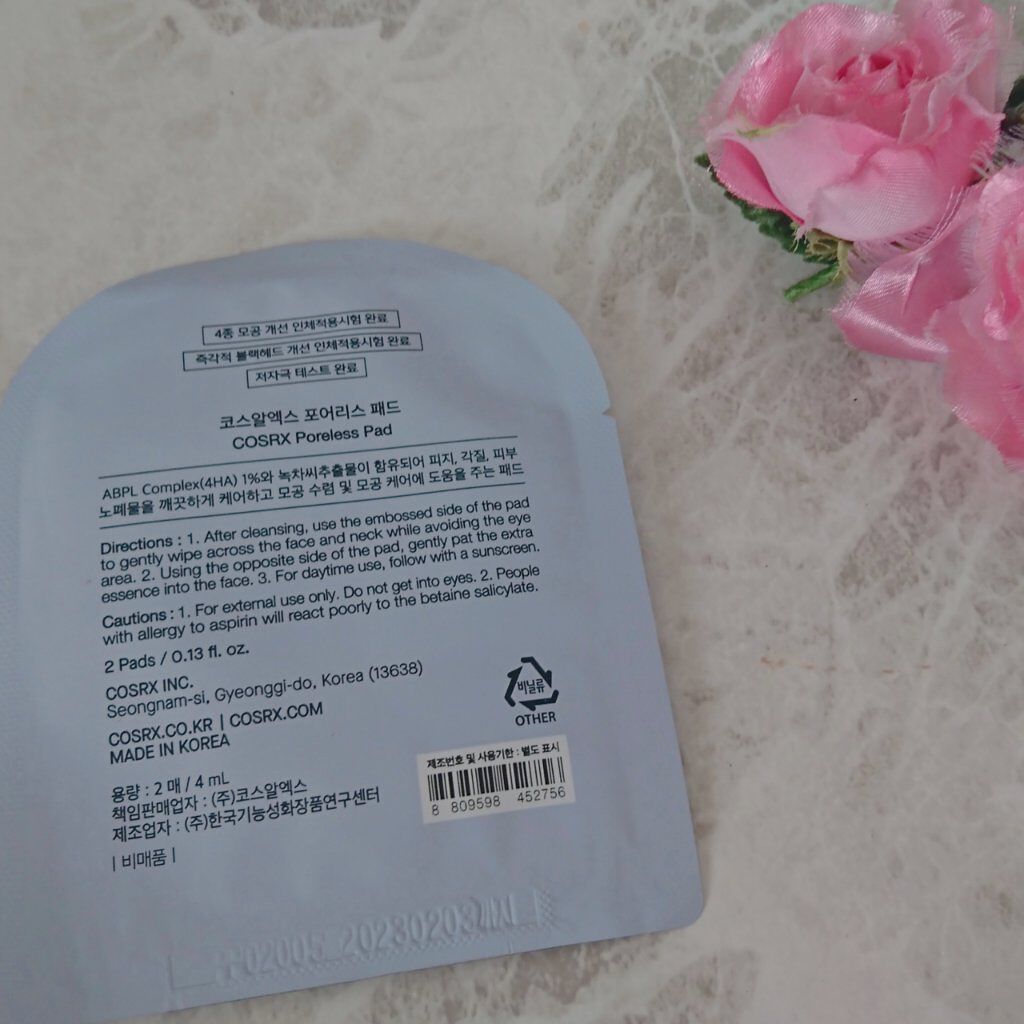 4종 모공 개선 인체적용시험 완료
즉각적 블랙헤드 개선 인체적용시험 완료
저자극 테스트 완료
코스알엑스 포어리스 패드
COSRX Poreless Pad
ABPL Complex(4HA) 1%와 녹차씨추출물이 함유되어 피지, 각질, 피부
노폐물을 깨끗하게 케어하고 모공 수렴 및 모공 케어에 도움을 주는 패드
Directions : 1. After cleansing, use the embossed side of the pad
to gently wipe across the face and neck while avoiding the eye
area. 2. Using the opposite side of the pad, gently pat the extra
essence into the face. 3. For daytime use, follow with a sunscreen.
Cautions : 1. For external use only. Do not get into eyes. 2. People
with allergy to aspirin will react poorly to the betaine salicylate.
2 Pads / 0.13 fl. oz.
COSRX INC.
Seongnam-si, Gyeonggi-do, Korea (13638)
COSRX.CO.KR | COSRX.COM
MADE IN KOREA
비닐류
OTHER
용량 : 2 매 / 4 mL
책임판매업자 : (주)코스알엑스
제조업자 : (주)한국기능성화장품연구센터
| 비매품 |
제조번호 및 사용기한 : 별도 표시
8 809598 452756
20230203까지